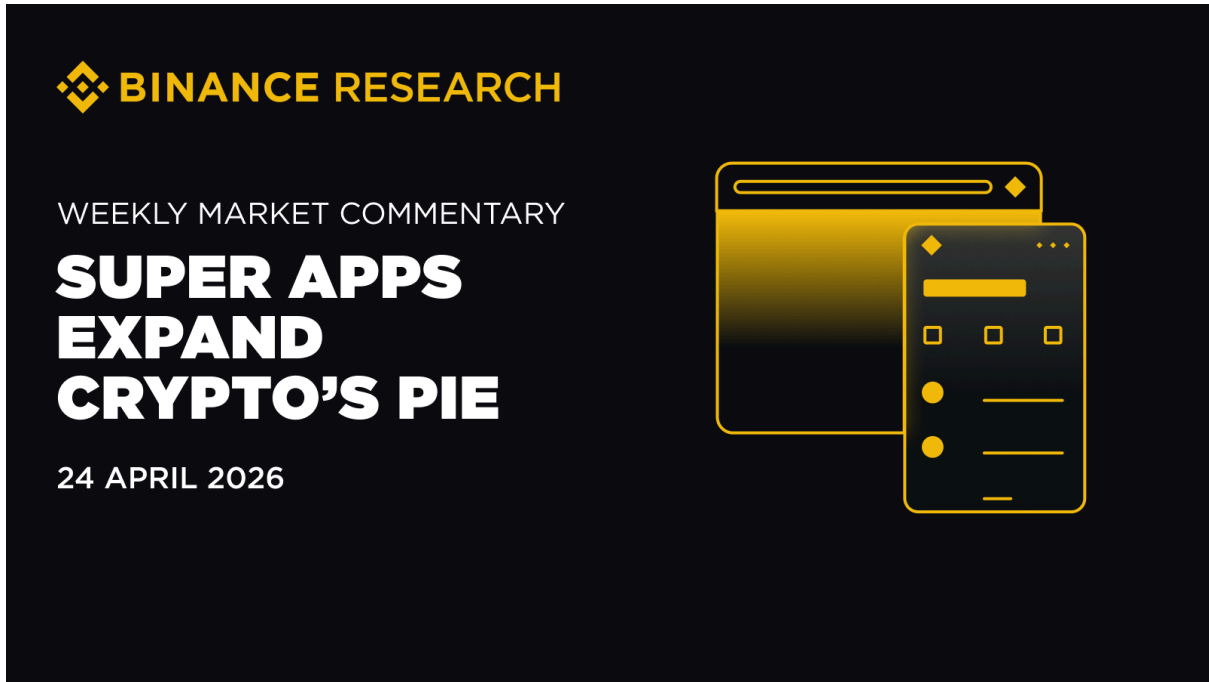 BINANCE RESEARCH
WEEKLY MARKET COMMENTARY
SUPER APPS
EXPAND
CRYPTO’S PIE
24 APRIL 2026